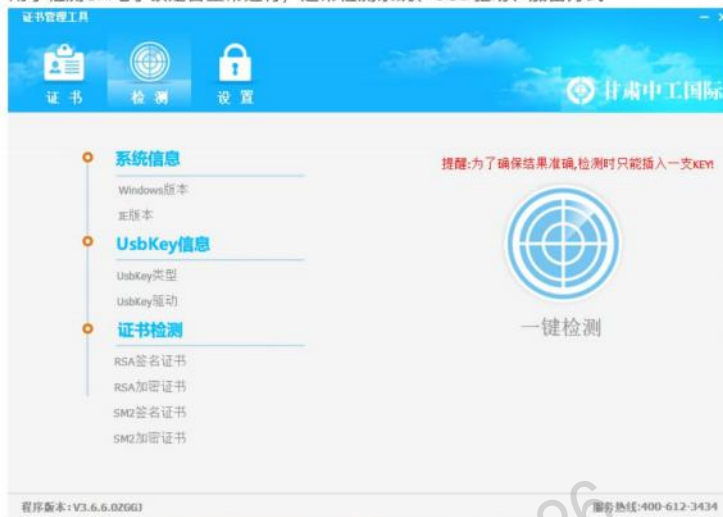 证书管理工具
证书
检测
设置
甘肃中工国际
系统信息
提醒:为了确保结果准确,检测时只能插入一支KEY!
Windows版本
IE版本
UsbKey信息
UsbKey类型
UsbKey驱动
一键检测
证书检测
RSA签名证书
RSA加密证书
SM2签名证书
SM2加密证书
程序版本:V3.6.6.0ZGGJ
服务热线:400-612-3434